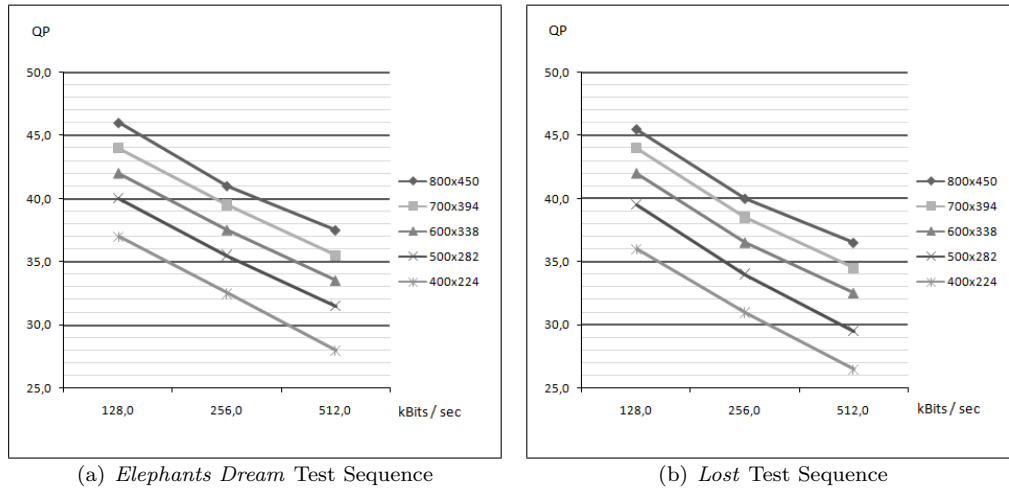 QP
50,0
45,0
40,0
35,0
30,0
25,0
128,0 256,0 512,0 kBits / sec
800x450
700x394
600x338
500x282
400x224
(a) Elephants Dream Test Sequence
QP
50,0
45,0
40,0
35,0
30,0
25,0
128,0 256,0 512,0 kBits / sec
800x450
700x394
600x338
500x282
400x224
(b) Lost Test Sequence